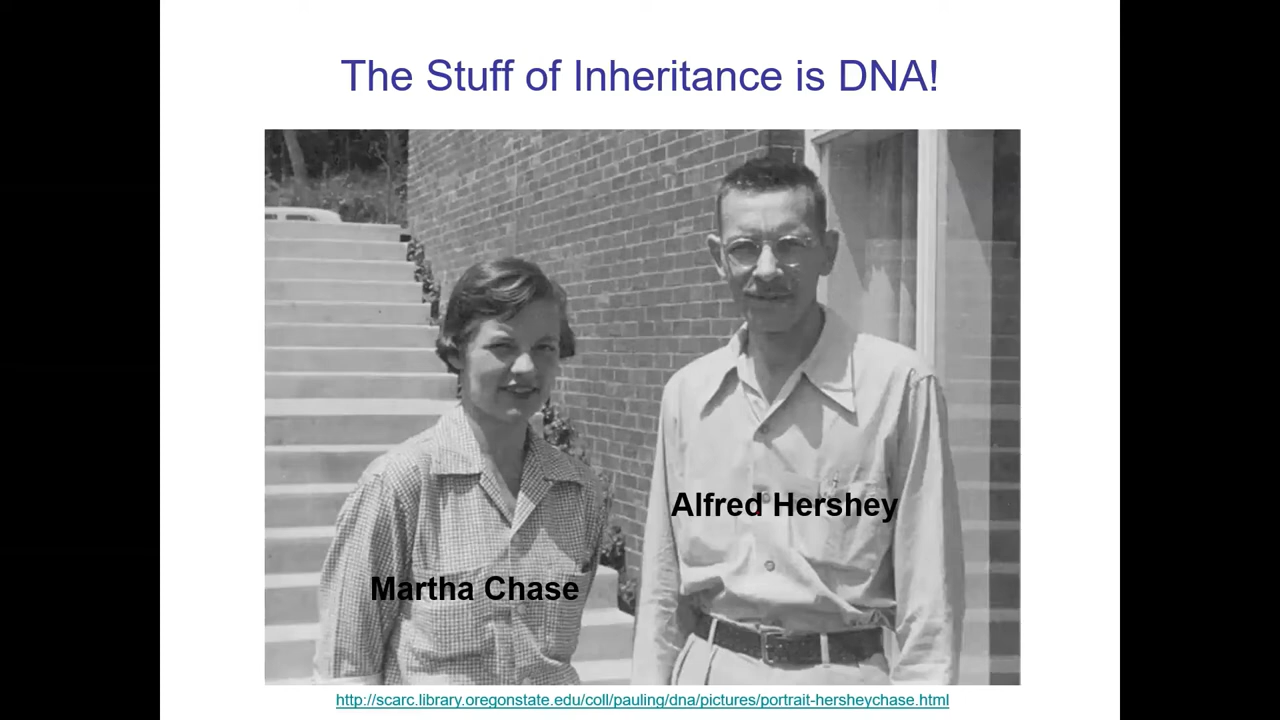 The Stuff of Inheritance is DNA!
Alfred Hershey
Martha Chase
http://scarc.library.oregonstate.edu/coll/pauling/dna/pictures/portrait-hersheychase.html